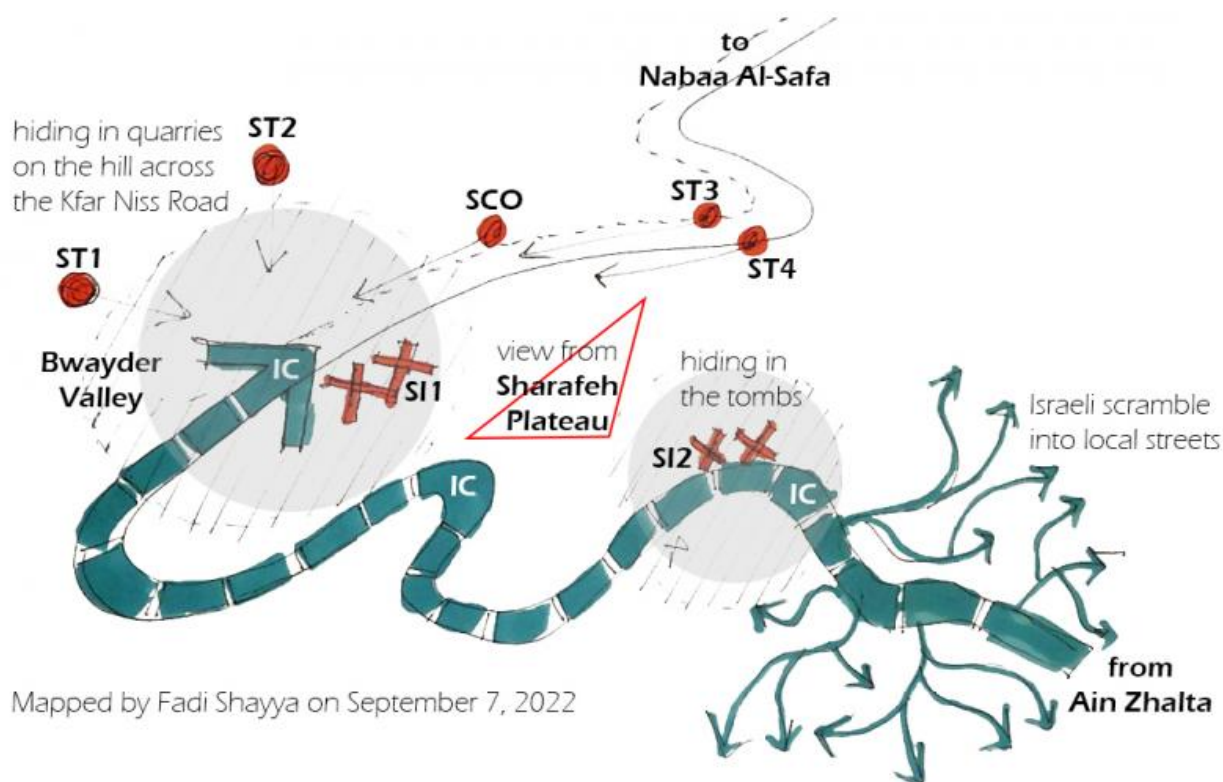 to
Nabaa Al-Safa
hiding in quarries
on the hill across
the Kfar Niss Road
ST2
SCO
ST3
ST4
ST1
Bwayder
Valley
IC
SI1
view from
Sharafeh
Plateau
hiding in
the tombs
SI2
IC
IC
Israeli scramble
into local streets
from
Ain Zhalta
Mapped by Fadi Shayya on September 7, 2022